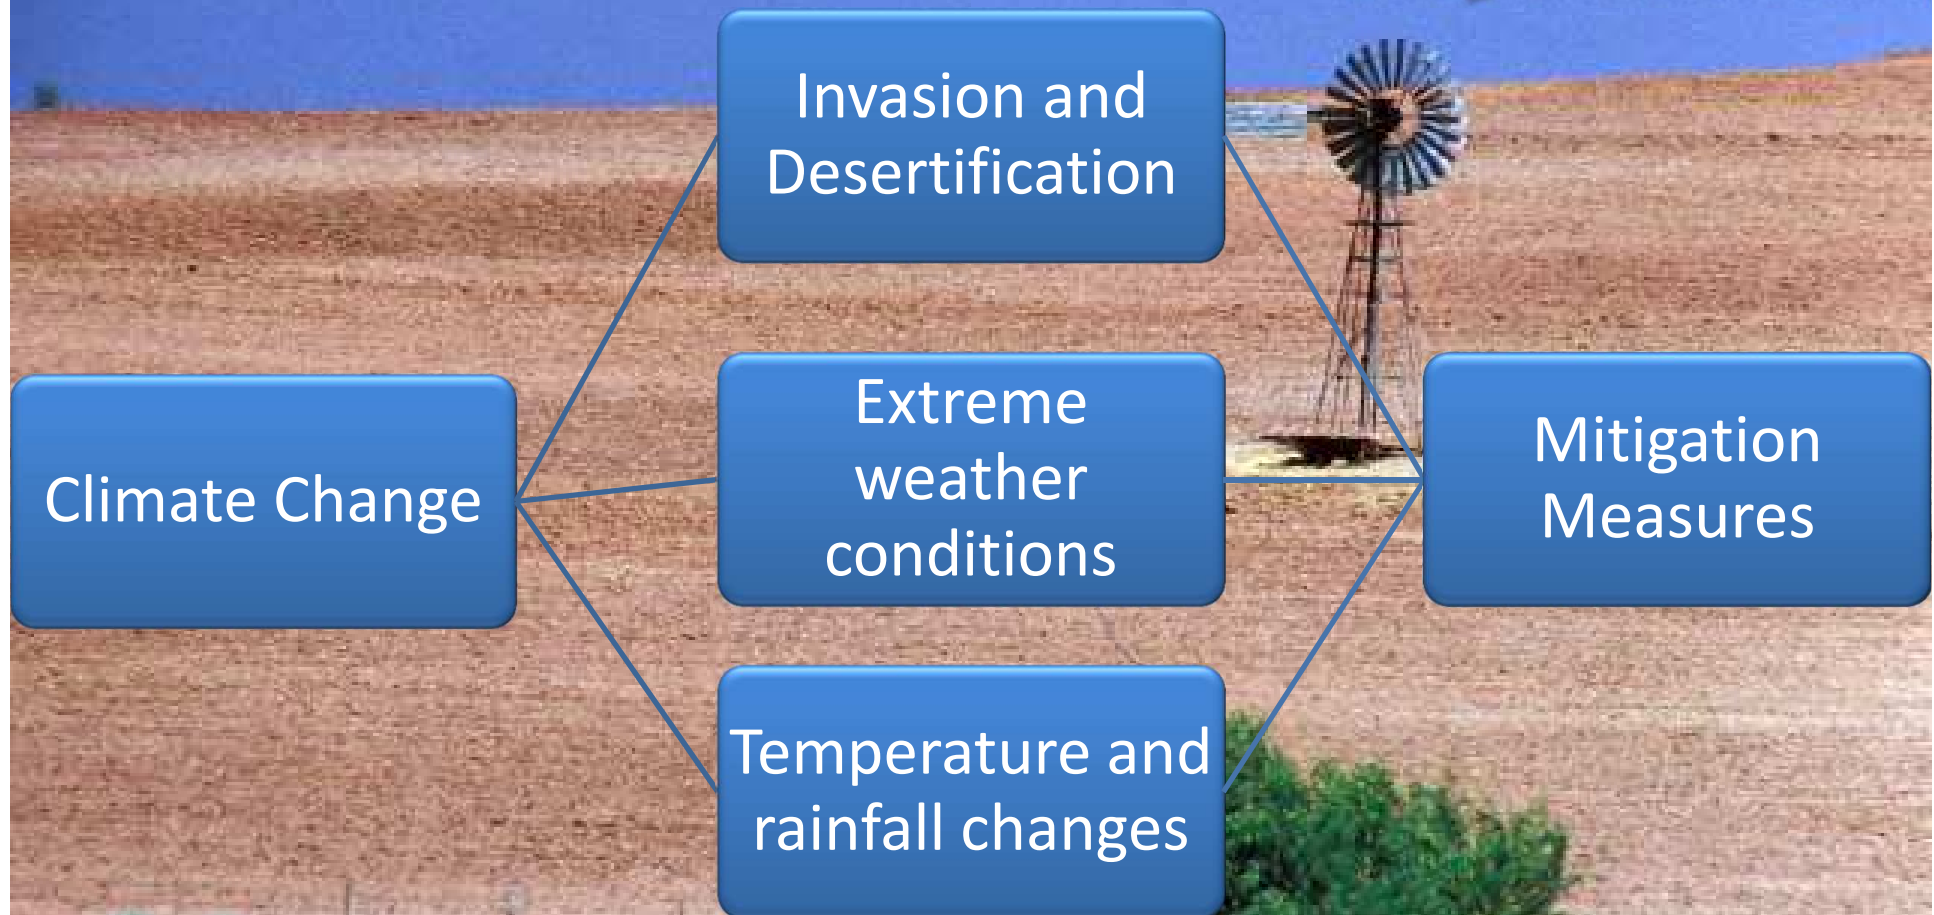 Invasion and
Desertification
Extreme
weather
conditions
Climate Change
Mitigation
Measures
Temperature and
rainfall changes